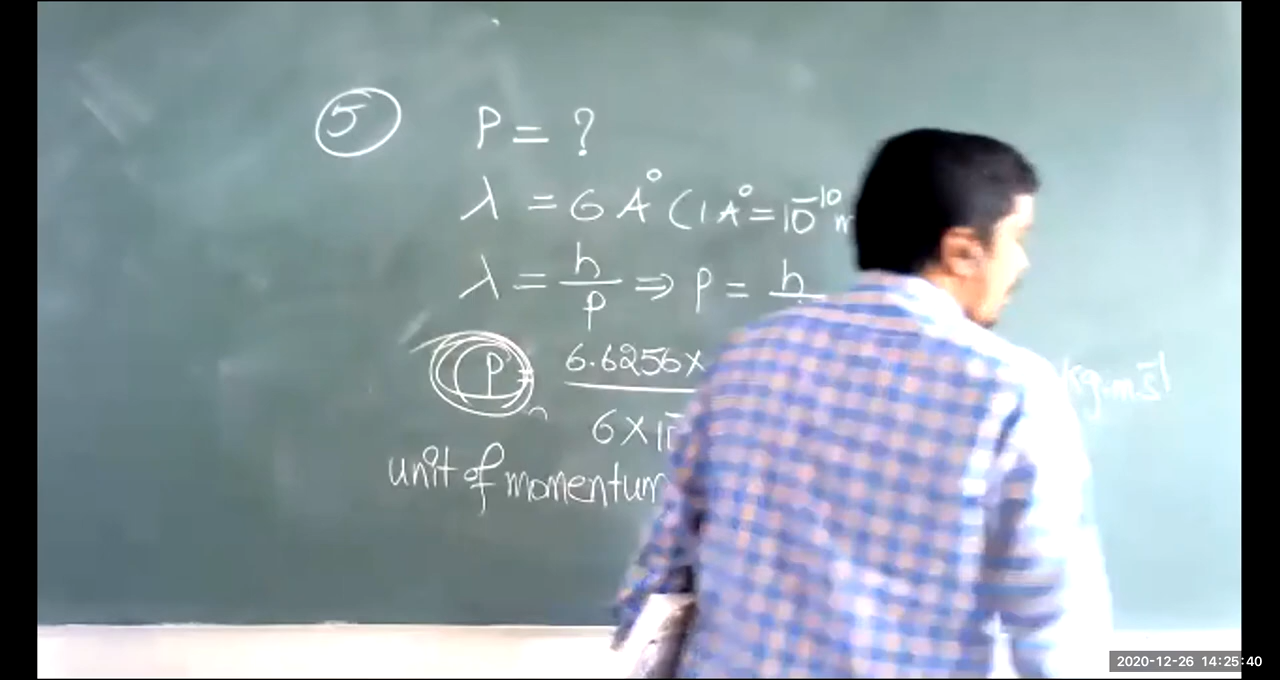 5
P = ?
λ = 6 A° (1 A° = 10⁻¹⁰ m
λ = h/p ⇒ p = h
P = 6.6256 ×
6 × 10
kg.m.s⁻¹
unit of momentum
2020-12-26 14:25:40